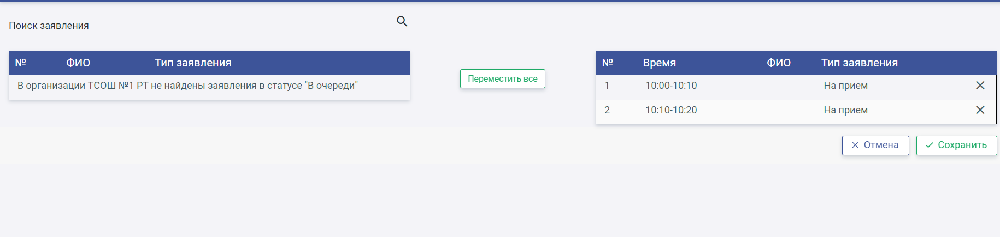 Поиск заявления
№ ФИО Тип заявления
В организации ТСОШ №1 РТ не найдены заявления в статусе "В очереди"
Переместить все
№ Время ФИО Тип заявления
1 10:00-10:10 На прием
2 10:10-10:20 На прием
Отмена Сохранить